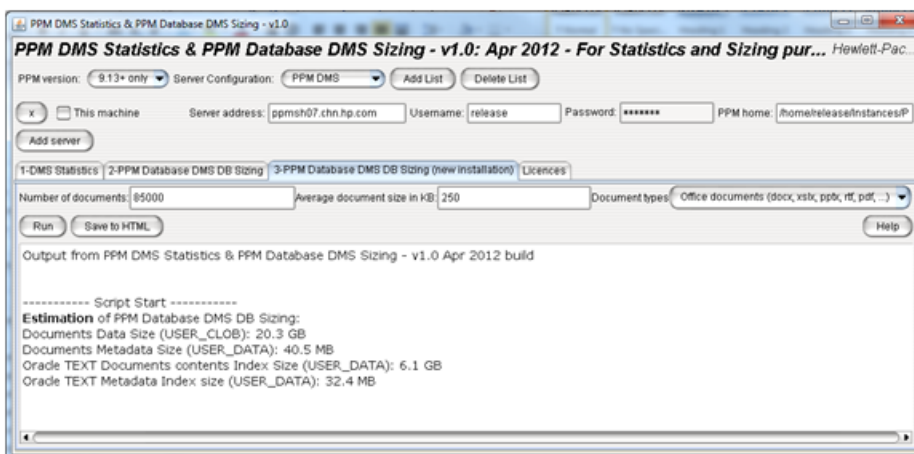 PPM DMS Statistics & PPM Database DMS Sizing - v1.0
PPM DMS Statistics & PPM Database DMS Sizing - v1.0: Apr 2012 - For Statistics and Sizing pur... Hewlett-Pac...
PPM version: 9.13+ only Server Configuration: PPM DMS Add List Delete List
x This machine Server address: ppmsh07.chn.hp.com Username: release Password: ******* PPM home: /home/release/instances/P
Add server
1-DMS Statistics 2-PPM Database DMS DB Sizing 3-PPM Database DMS DB Sizing (new installation) Licences
Number of documents: 85000 Average document size in KB: 250 Document types Office documents (docx, xslx, pptx, rtf, pdf, ...)
Run Save to HTML Help
Output from PPM DMS Statistics & PPM Database DMS Sizing - v1.0 Apr 2012 build
----------- Script Start -----------
Estimation of PPM Database DMS DB Sizing:
Documents Data Size (USER_CLOB): 20.3 GB
Documents Metadata Size (USER_DATA): 40.5 MB
Oracle TEXT Documents contents Index Size (USER_DATA): 6.1 GB
Oracle TEXT Metadata Index size (USER_DATA): 32.4 MB